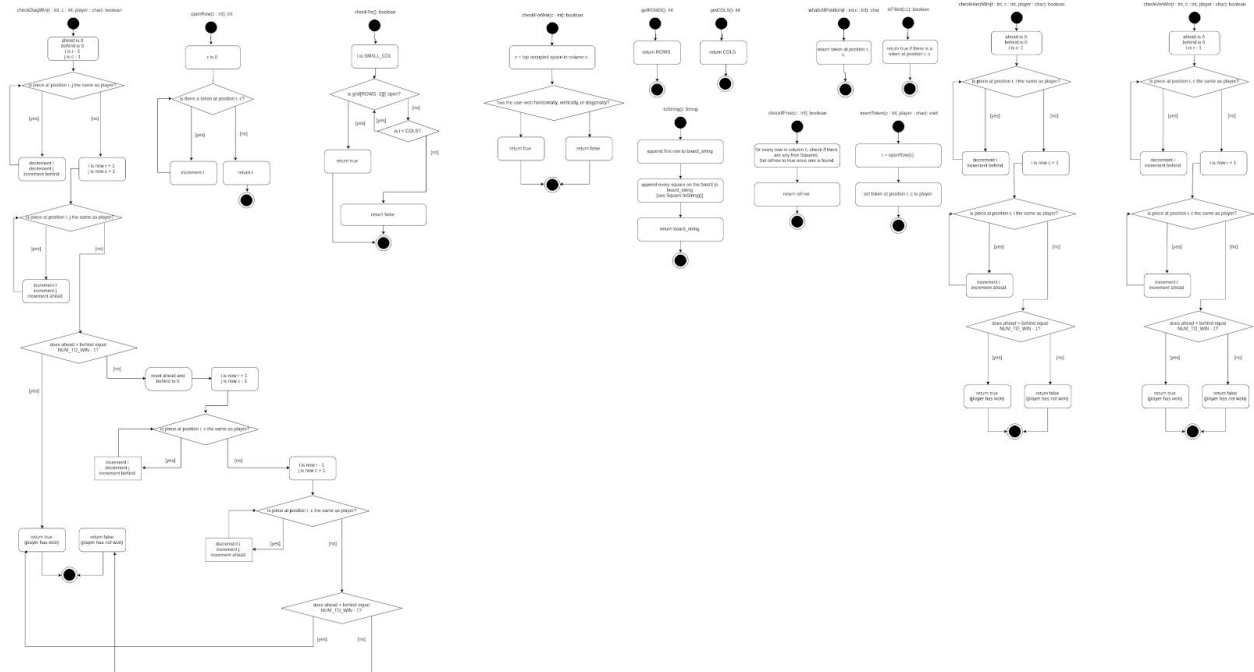 checkDiagWin(r : int, c : int, player : char): boolean
ahead is 0
behind is 0
i is r - 1
j is c - 1
is piece at position i, j the same as player?
[yes]
[no]
decrement i
decrement j
increment behind
i is now r + 1
j is now c + 1
is piece at position i, j the same as player?
[yes]
[no]
increment i
increment j
increment ahead
does ahead + behind equal
NUM_TO_WIN - 1?
[yes]
[no]
reset ahead and
behind to 0
i is now r + 1
j is now c - 1
is piece at position i, c the same as player?
[yes]
[no]
increment i
decrement j
increment behind
i is now r - 1
j is now c + 1
is piece at position i, c the same as player?
[yes]
[no]
decrement i
increment j
increment ahead
does ahead + behind equal
NUM_TO_WIN - 1?
[yes]
[no]
return true
(player has won)
return false
(player has not won)
openRow(c : int): int
r is 0
is there a token at position r, c?
[yes]
[no]
increment r
return r
checkTie(): boolean
i is SMALL_COL
is grid[ROWS -1][i] open?
[yes]
[no]
is i < COLS?
[yes]
[no]
return true
return false
checkForWin(c : int): boolean
r = top occupied space in column c
has the user won horizontally, vertically, or diagonally?
return true
return false
getROWS(): int
return ROWS
getCOLS(): int
return COLS
toString(): String
append first row to board_string
append every square on the board to
board_string
[see Square toString()]
return board_string
whatsAtPos(r: int, c : int): char
return token at position r,
c
isFilled(r,c): boolean
return true if there is a
token at position r, c
checkIfFree(c : int): boolean
for every row in column c, check if there
are any free Squares.
Set isFree to true once row is found.
return isFree
insertToken(c : int, player : char): void
r = openRow(c)
set token at position r, c to player
checkHorizWin(r : int, c : int, player : char): boolean
ahead is 0
behind is 0
i is c- 1
is piece at position r, i the same as player?
[yes]
[no]
decrement i
increment behind
i is now c + 1
is piece at position r, i the same as player?
[yes]
[no]
increment i
increment ahead
does ahead + behind equal
NUM_TO_WIN - 1?
[yes]
[no]
return true
(player has won)
return false
(player has not won)
checkVertWin(r : int, c : int, player : char): boolean
ahead is 0
behind is 0
i is r - 1
is piece at position i, c the same as player?
[yes]
[no]
decrement i
increment behind
i is now r + 1
is piece at position i, c the same as player?
[yes]
[no]
increment i
increment ahead
does ahead + behind equal
NUM_TO_WIN - 1?
[yes]
[no]
return true
(player has won)
return false
(player has not won)